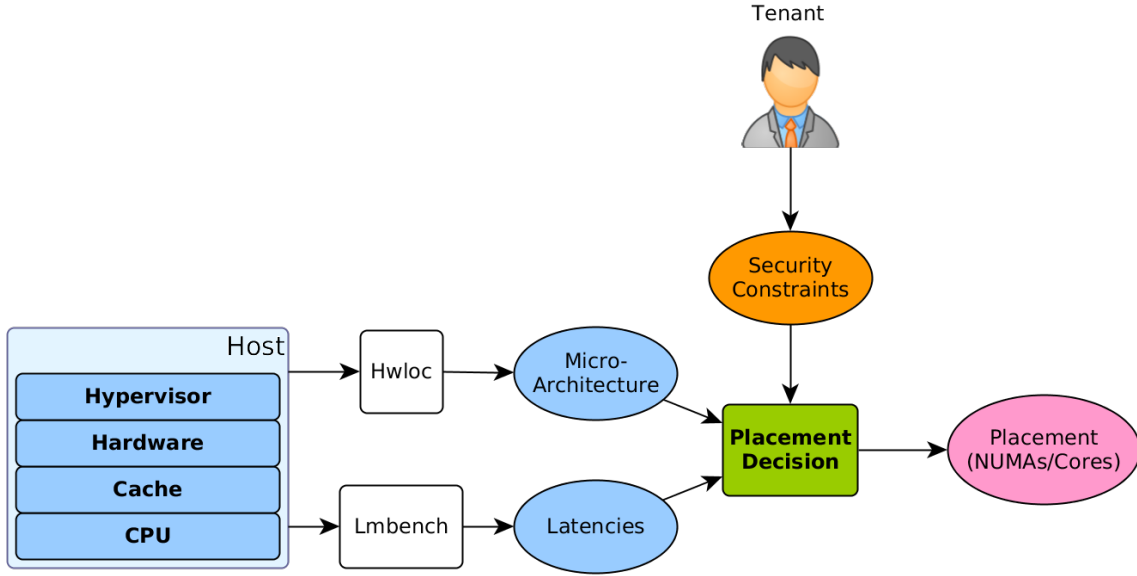 Tenant
Security
Constraints
Host
Hypervisor
Hardware
Cache
CPU
Hwloc
Lmbench
Micro-
Architecture
Latencies
Placement
Decision
Placement
(NUMAs/Cores)